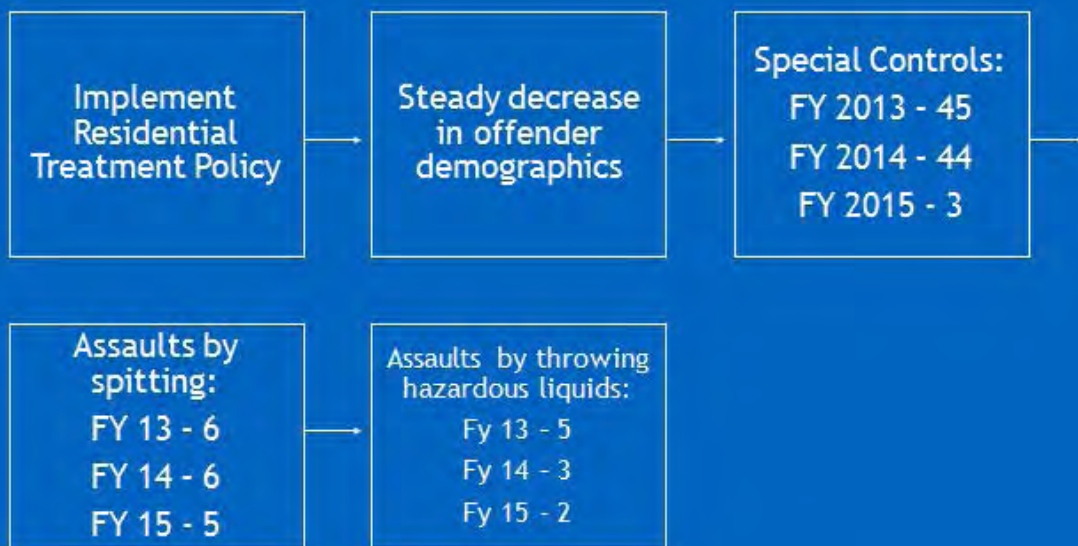 Implement
Residential
Treatment Policy
Steady decrease
in offender
demographics
Special Controls:
FY 2013 - 45
FY 2014 - 44
FY 2015 - 3
Assaults by
spitting:
FY 13 - 6
FY 14 - 6
FY 15 - 5
Assaults by throwing
hazardous liquids:
Fy 13 - 5
Fy 14 - 3
Fy 15 - 2